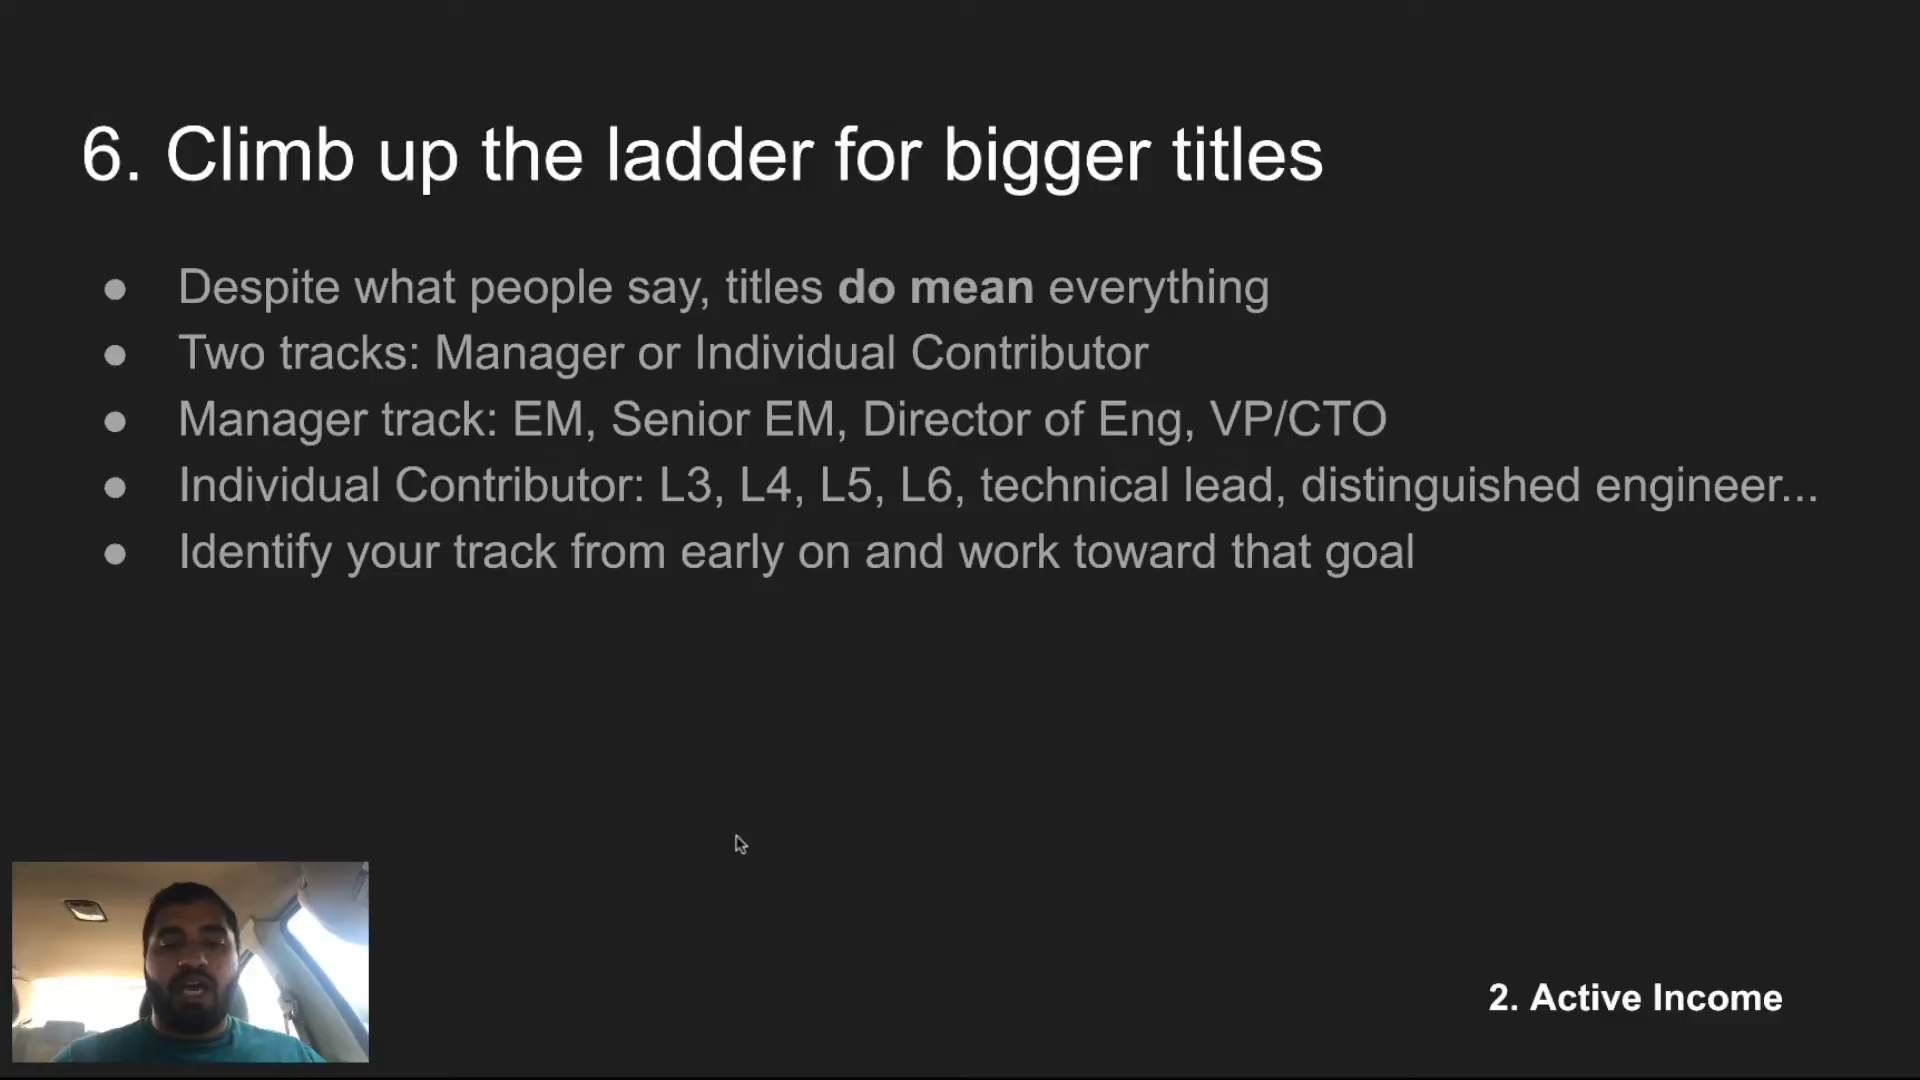 6. Climb up the ladder for bigger titles
● Despite what people say, titles do mean everything
● Two tracks: Manager or Individual Contributor
● Manager track: EM, Senior EM, Director of Eng, VP/CTO
● Individual Contributor: L3, L4, L5, L6, technical lead, distinguished engineer...
● Identify your track from early on and work toward that goal
2. Active Income